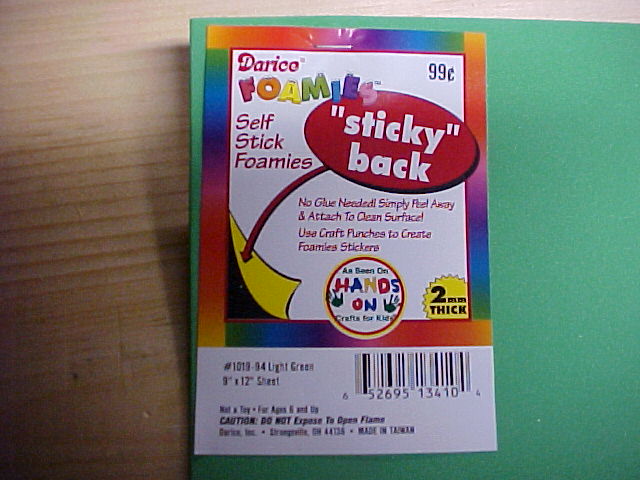 Darice
FOAMIES™
99¢
Self
Stick
Foamies
"sticky"
back
No Glue Needed! Simply Peel Away
& Attach To Clean Surface!
Use Craft Punches to Create
Foamies Stickers
As Seen On
HANDS
ON
Crafts for Kids
2mm
THICK
#1019-94 Light Green
9" x 12" Sheet
6 52695 13410 4
Not a Toy • For Ages 6 and Up
CAUTION: DO NOT Expose To Open Flame
Darice, Inc. • Strongsville, OH 44136 • MADE IN TAIWAN